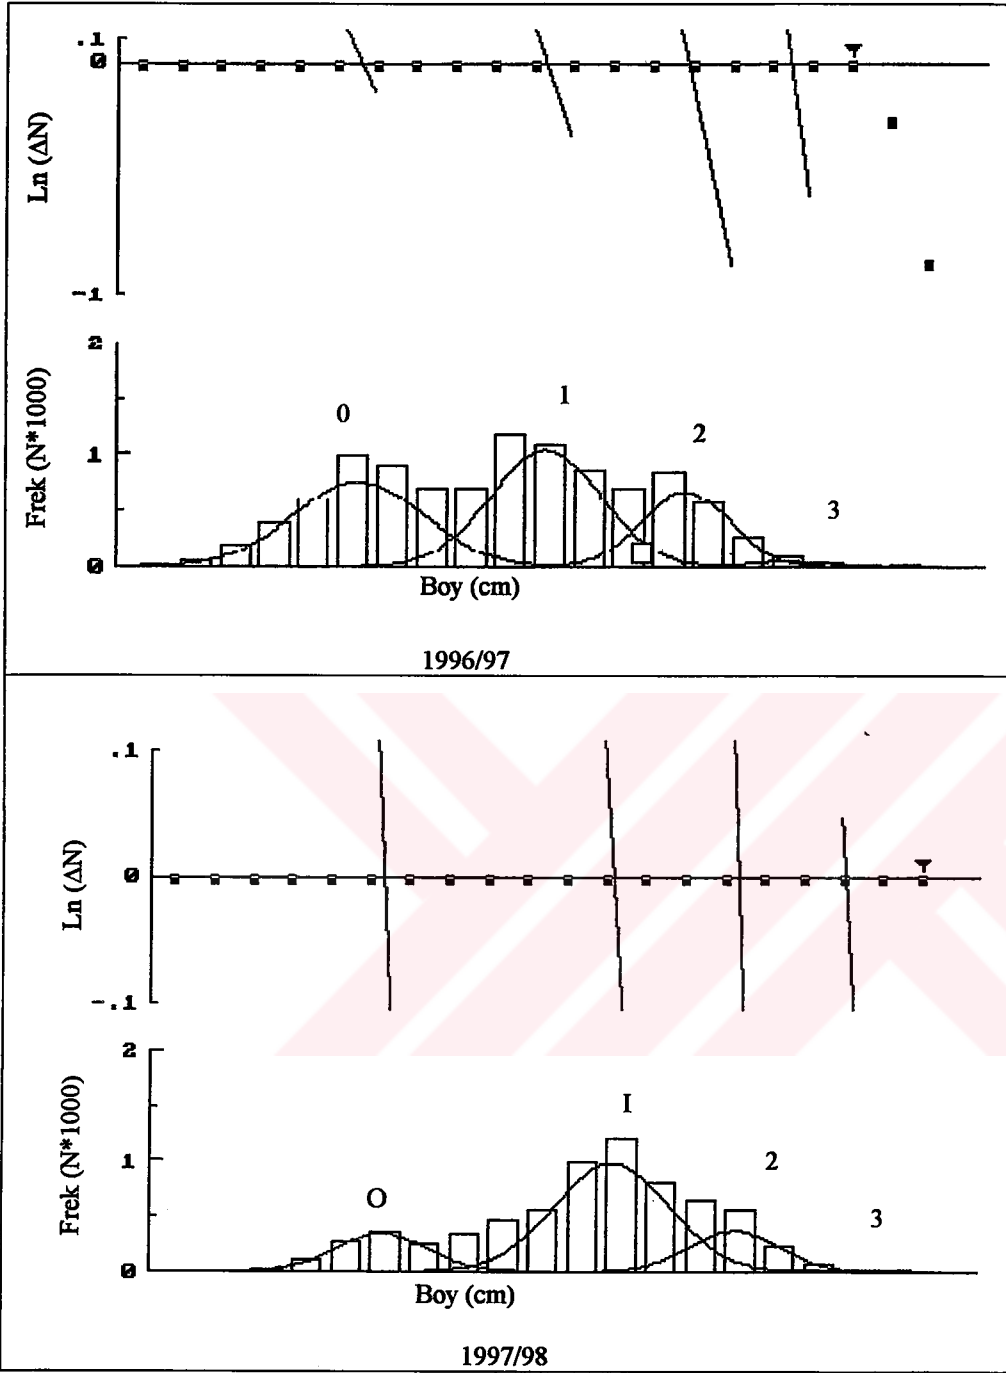 .1
0
Ln (ΔN)
-1
2
Frek (N*1000)
1
0
0
1
2
3
Boy (cm)
1996/97
.1
0
Ln (ΔN)
-.1
2
Frek (N*1000)
1
0
O
I
2
3
Boy (cm)
1997/98